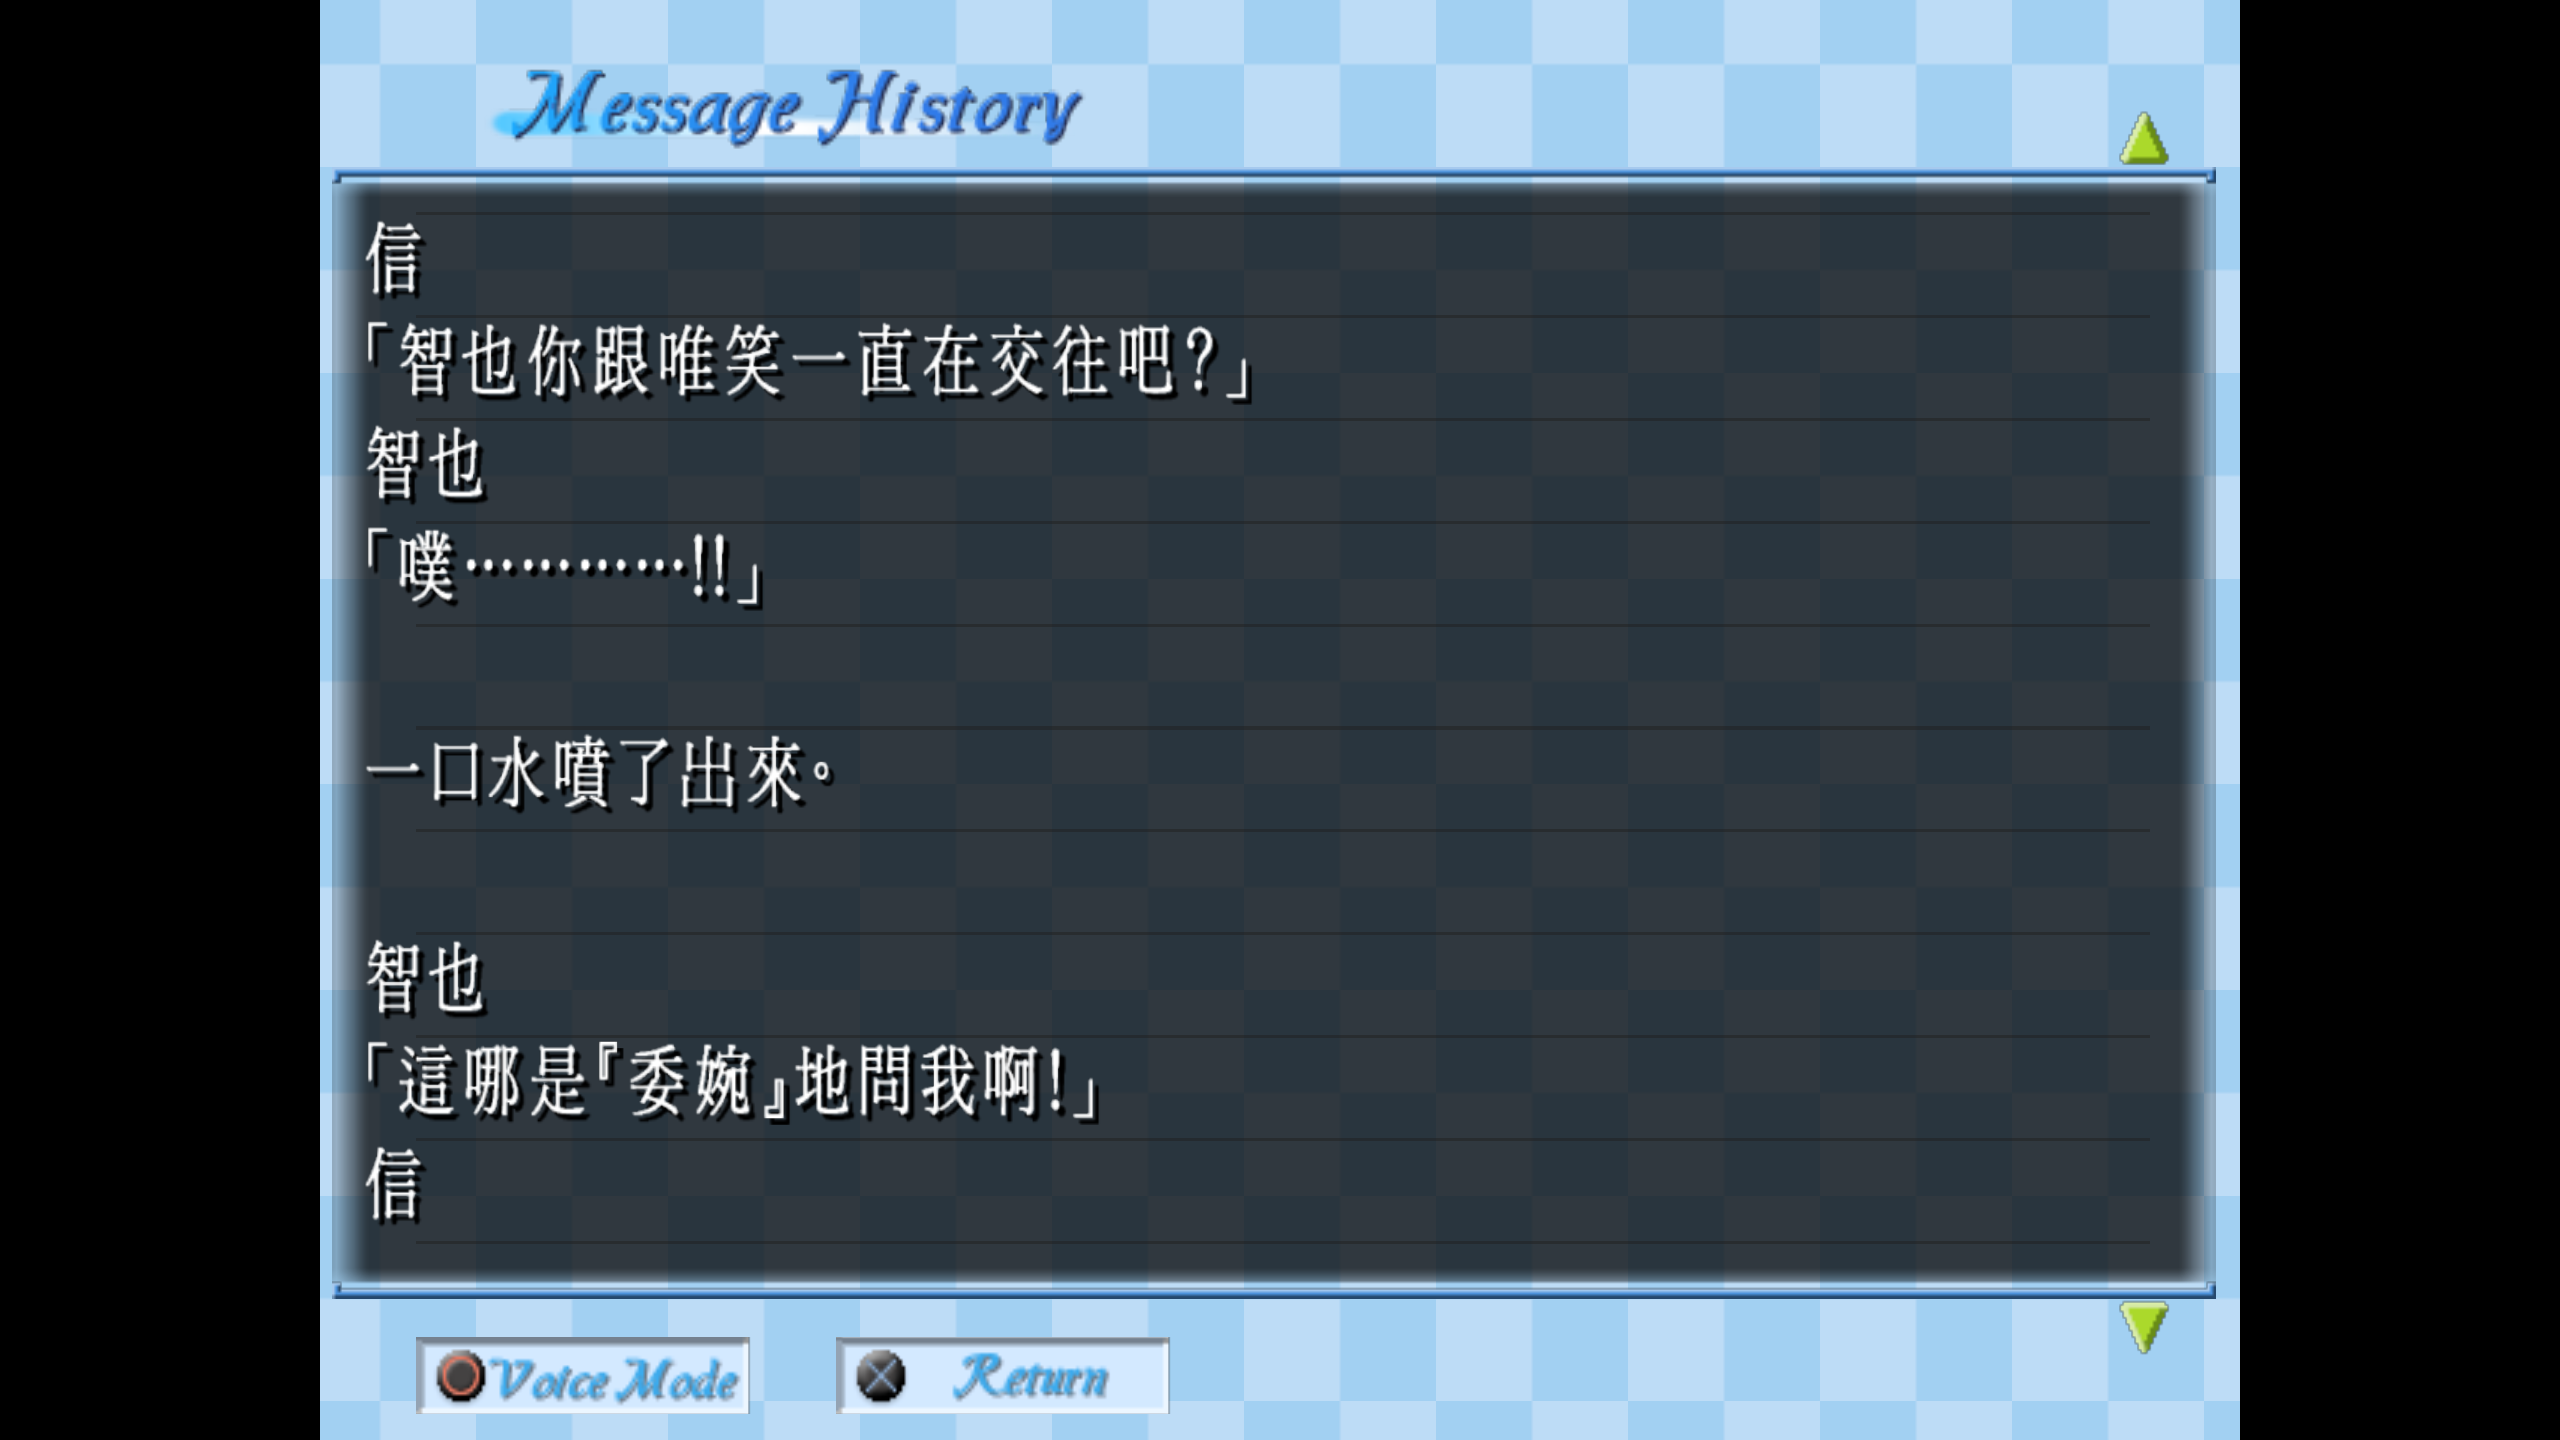 Message History
信
「智也你跟唯笑一直在交往吧？」
智也
「噗…………!!」
一口水噴了出來。
智也
「這哪是『委婉』地問我啊！」
信
Voice Mode
Return